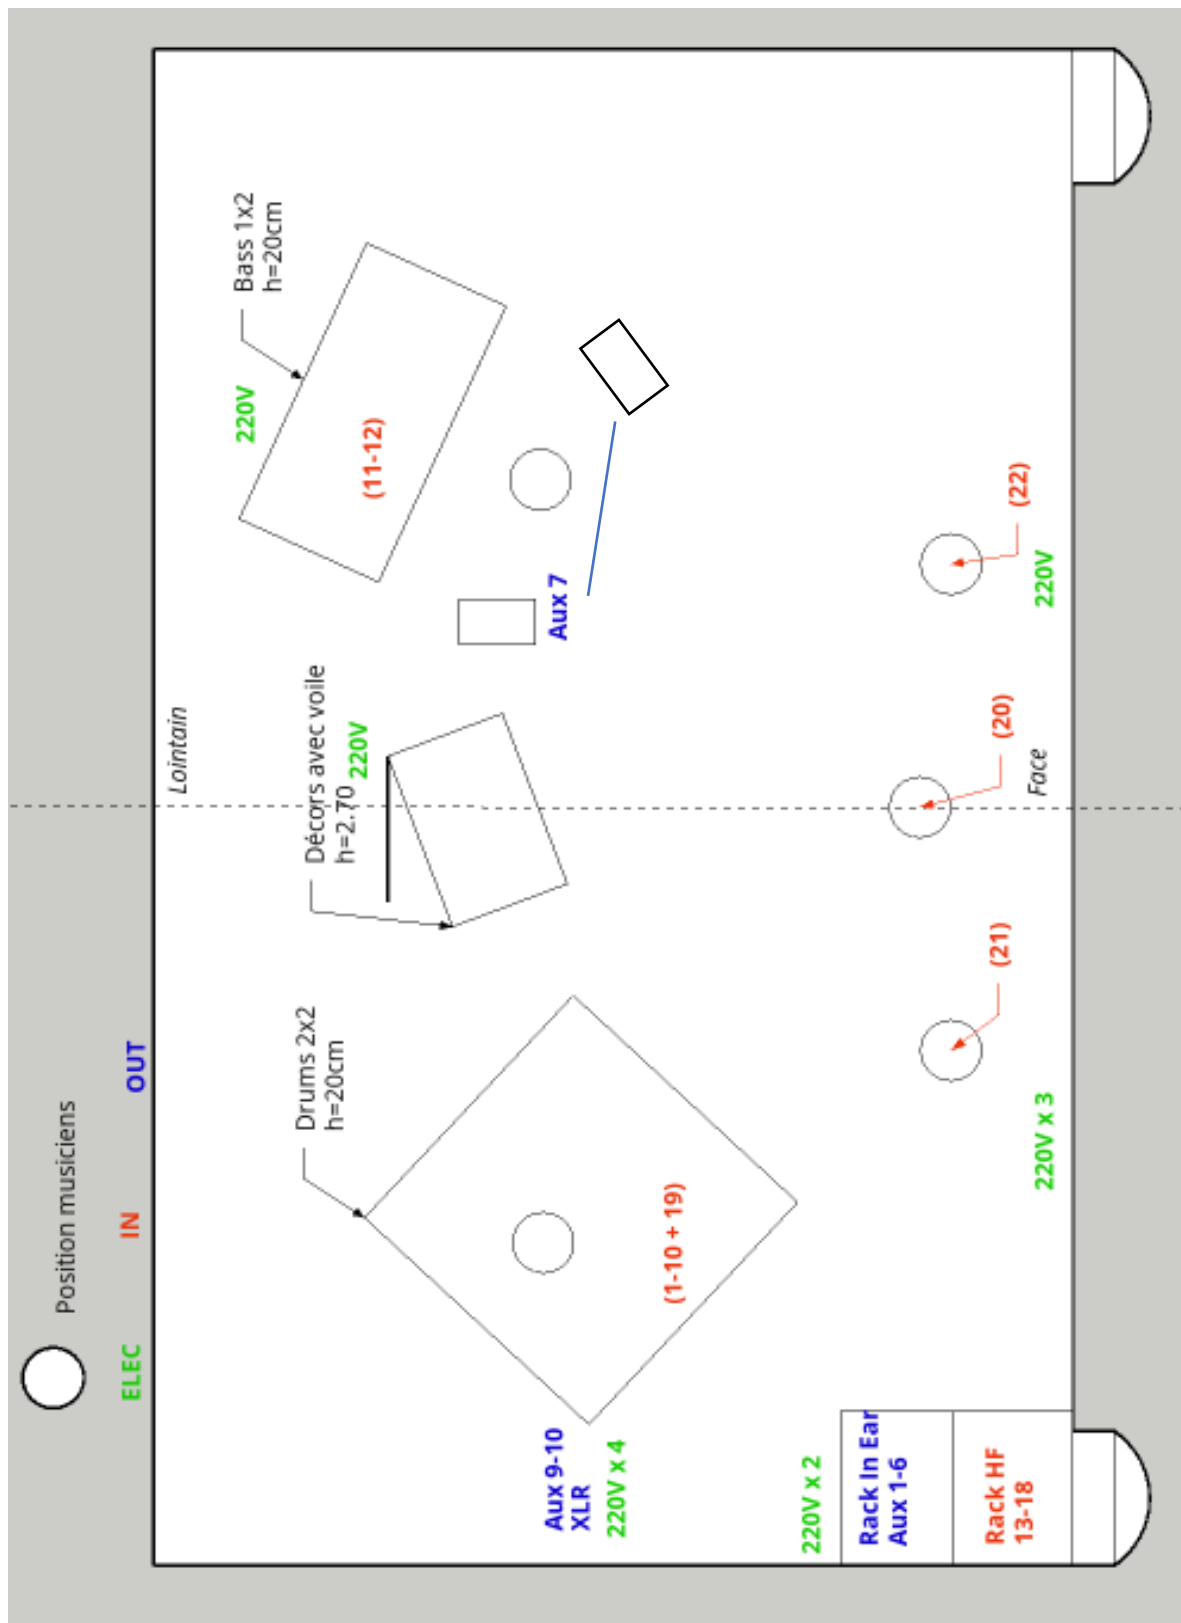 Position musiciens
ELEC
IN
OUT
Lointain
Bass 1x2
h=20cm
220V
(11-12)
Décors avec voile
h=2.70
220V
Aux 7
Drums 2x2
h=20cm
(1-10 + 19)
Aux 9-10
XLR
220V x 4
220V x 2
Rack In Ear
Aux 1-6
Rack HF
13-18
(21)
220V x 3
(20)
Face
(22)
220V